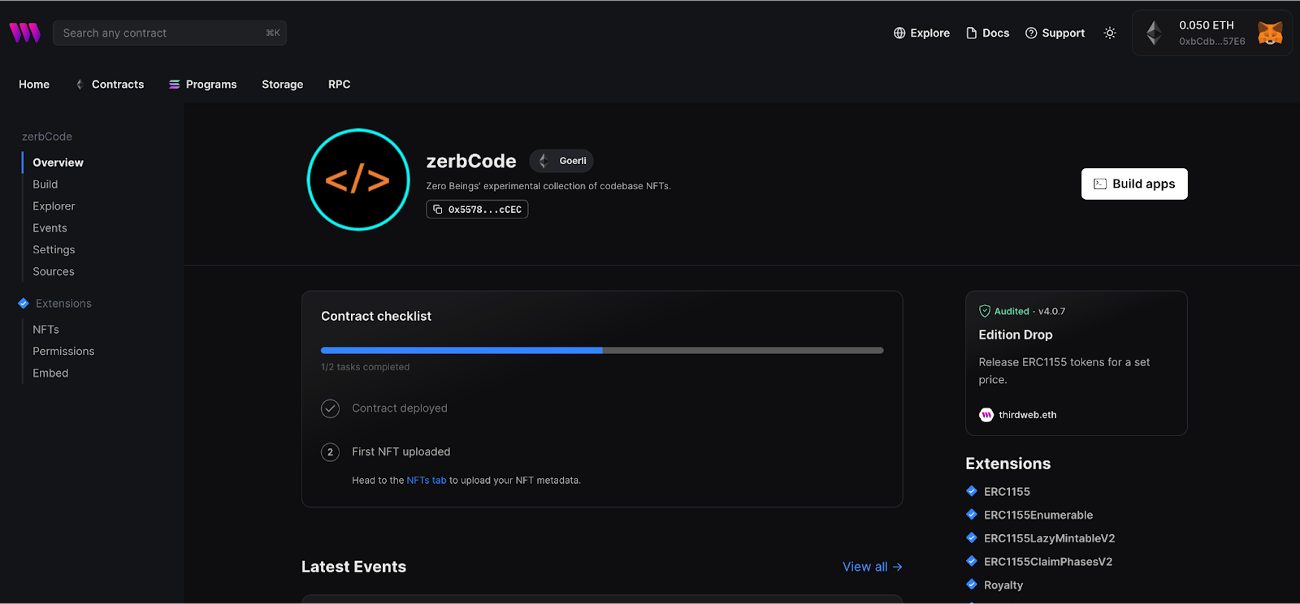 Search any contract
⌘K
Explore
Docs
Support
0.050 ETH
0xbCdb...57E6
Home
Contracts
Programs
Storage
RPC
zerbCode
Overview
Build
Explorer
Events
Settings
Sources
Extensions
NFTs
Permissions
Embed
</>
zerbCode
Goerli
Zero Beings' experimental collection of codebase NFTs.
0x5578...cCEC
Build apps
Contract checklist
1/2 tasks completed
Contract deployed
2
First NFT uploaded
Head to the NFTs tab to upload your NFT metadata.
Latest Events
View all →
Audited · v4.0.7
Edition Drop
Release ERC1155 tokens for a set
price.
thirdweb.eth
Extensions
ERC1155
ERC1155Enumerable
ERC1155LazyMintableV2
ERC1155ClaimPhasesV2
Royalty